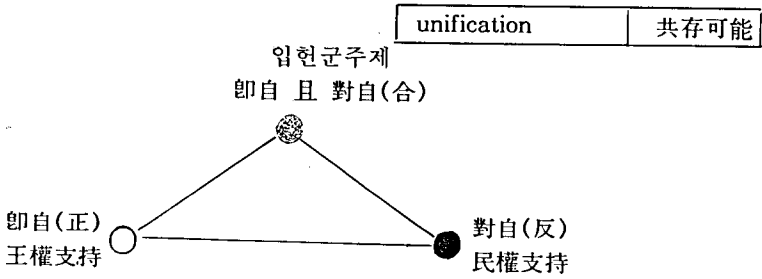 unification 共存可能
입헌군주제
卽自 且 對自(合)
卽自(正)
王權支持
對自(反)
民權支持